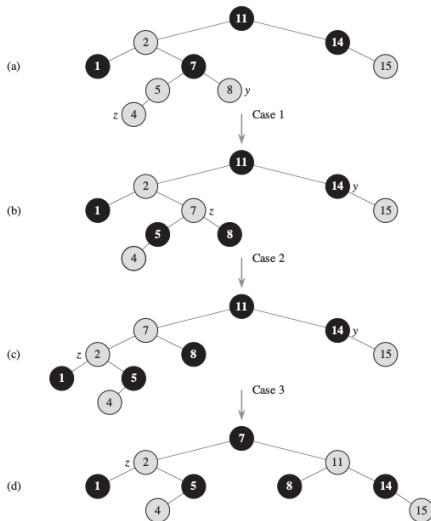 11
2 14
(a) 1 7 15
5 8 y
z 4
Case 1
11
2 14 y
(b) 1 7 z 15
5 8
4
Case 2
11
7 14 y
(c) z 2 8 15
1 5
4
Case 3
7
z 2 11
(d) 1 5 8 14
4 15